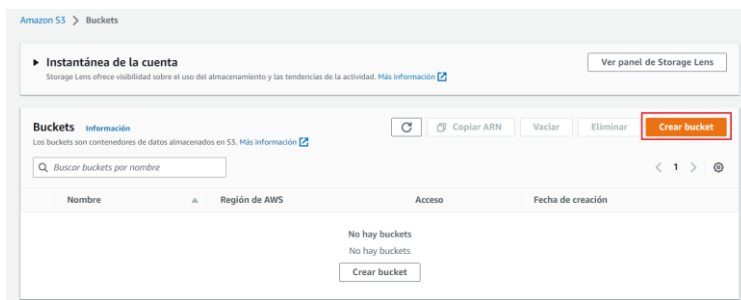 Amazon S3 > Buckets
Instantánea de la cuenta
Ver panel de Storage Lens
Storage Lens ofrece visibilidad sobre el uso del almacenamiento y las tendencias de la actividad. Más información
Buckets Información
Copiar ARN Vaciar Eliminar Crear bucket
Los buckets son contenedores de datos almacenados en S3. Más información
Buscar buckets por nombre
< 1 >
Nombre Región de AWS Acceso Fecha de creación
No hay buckets
No hay buckets
Crear bucket